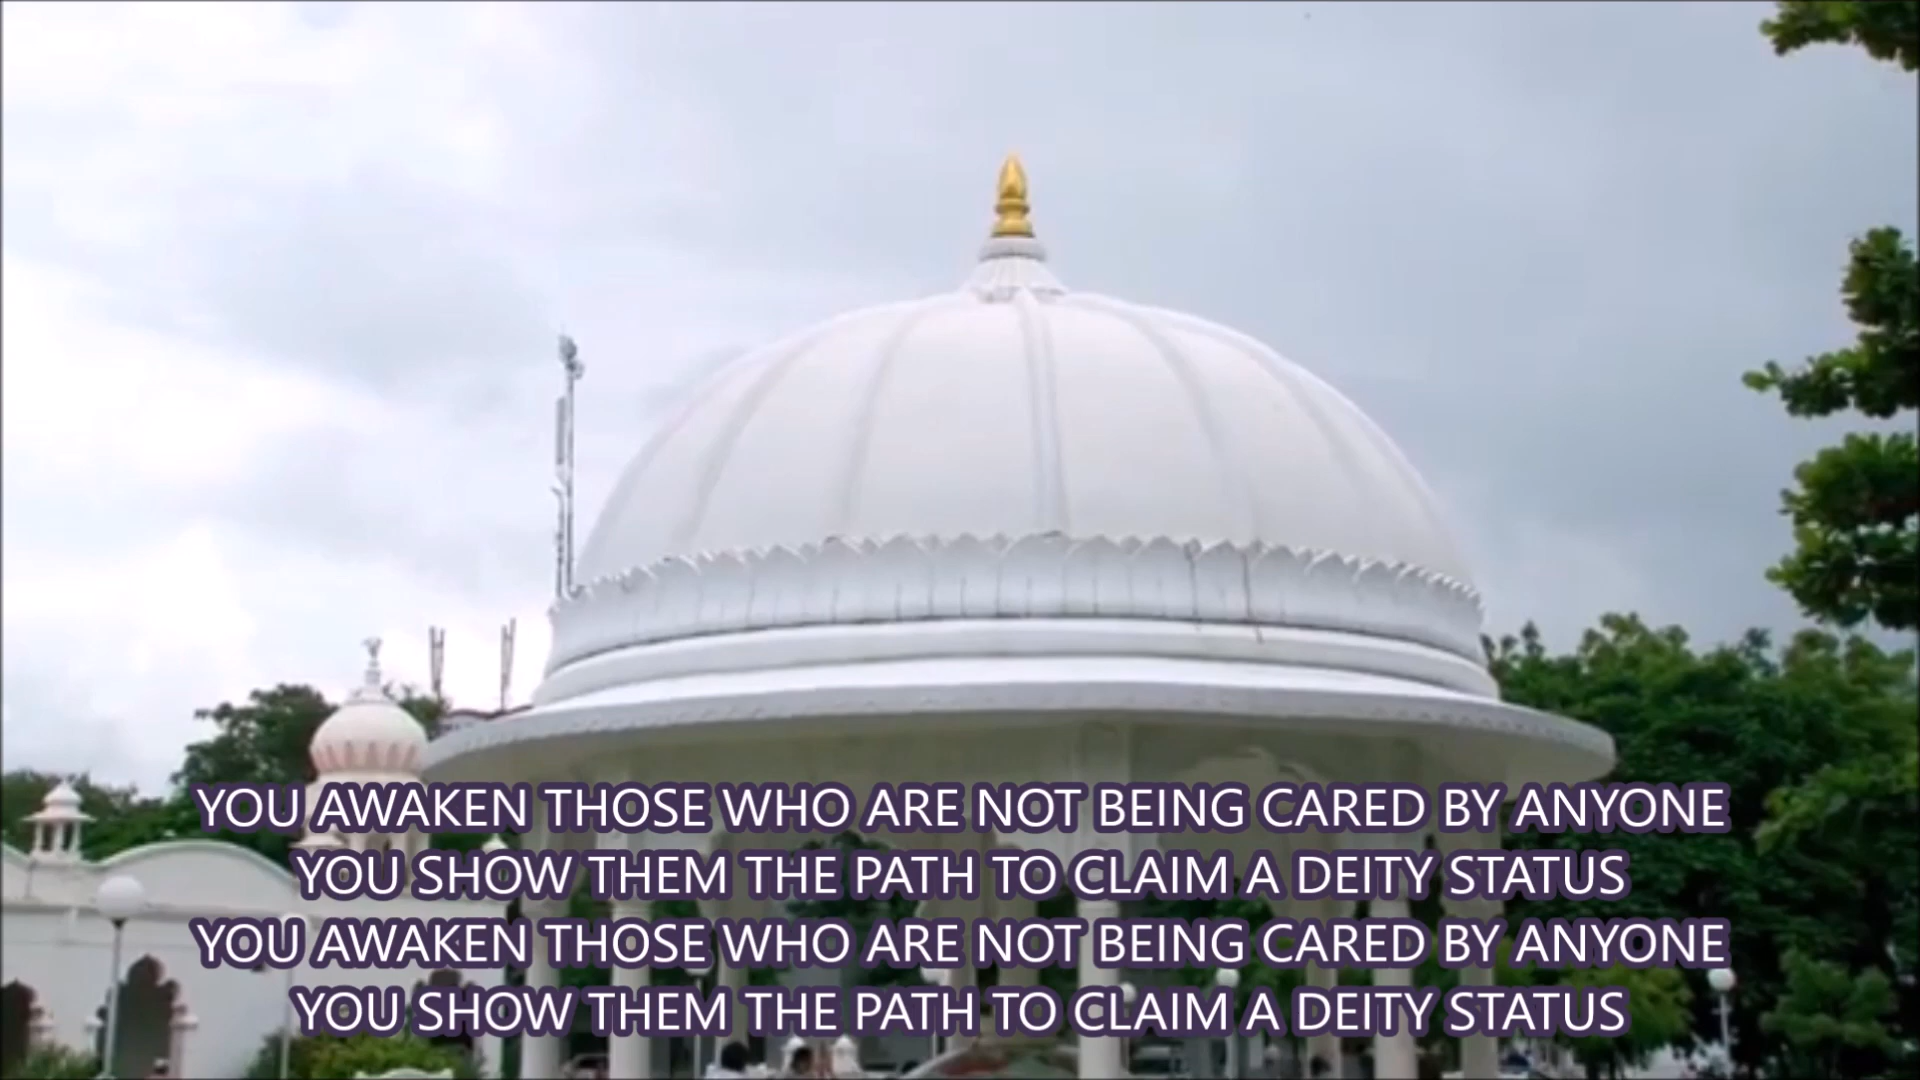 YOU AWAKEN THOSE WHO ARE NOT BEING CARED BY ANYONE
YOU SHOW THEM THE PATH TO CLAIM A DEITY STATUS
YOU AWAKEN THOSE WHO ARE NOT BEING CARED BY ANYONE
YOU SHOW THEM THE PATH TO CLAIM A DEITY STATUS